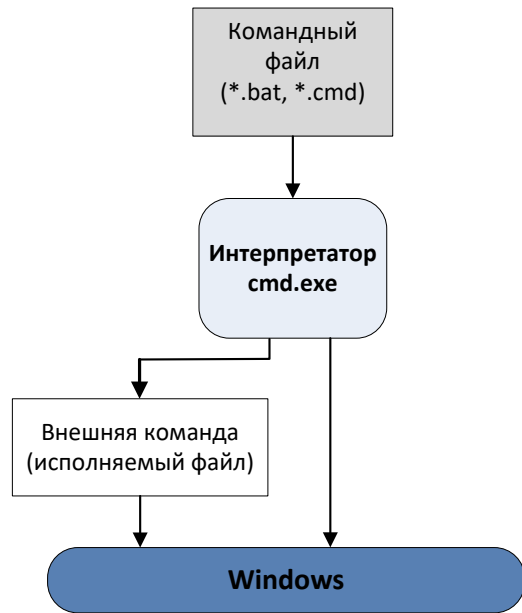 Командный
файл
(*.bat, *.cmd)
Интерпретатор
cmd.exe
Внешняя команда
(исполняемый файл)
Windows